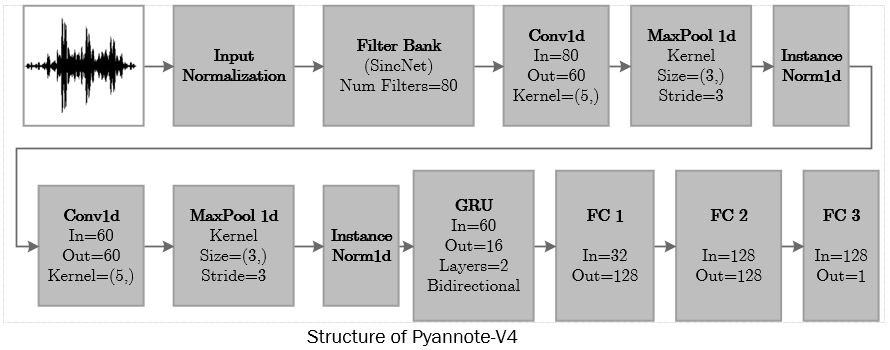 Input
Normalization
Filter Bank
(SincNet)
Num Filters=80
Conv1d
In=80
Out=60
Kernel=(5,)
MaxPool 1d
Kernel
Size=(3,)
Stride=3
Instance
Norm1d
Conv1d
In=60
Out=60
Kernel=(5,)
MaxPool 1d
Kernel
Size=(3,)
Stride=3
Instance
Norm1d
GRU
In=60
Out=16
Layers=2
Bidirectional
FC 1
In=32
Out=128
FC 2
In=128
Out=128
FC 3
In=128
Out=1
Structure of Pyannote-V4